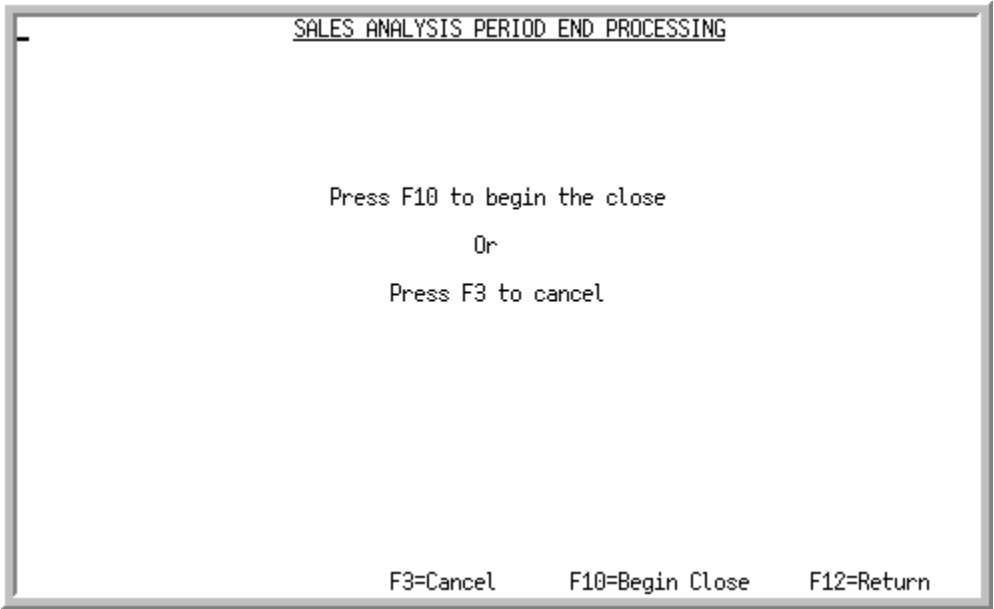 SALES ANALYSIS PERIOD END PROCESSING
Press F10 to begin the close
Or
Press F3 to cancel
F3=Cancel F10=Begin Close F12=Return